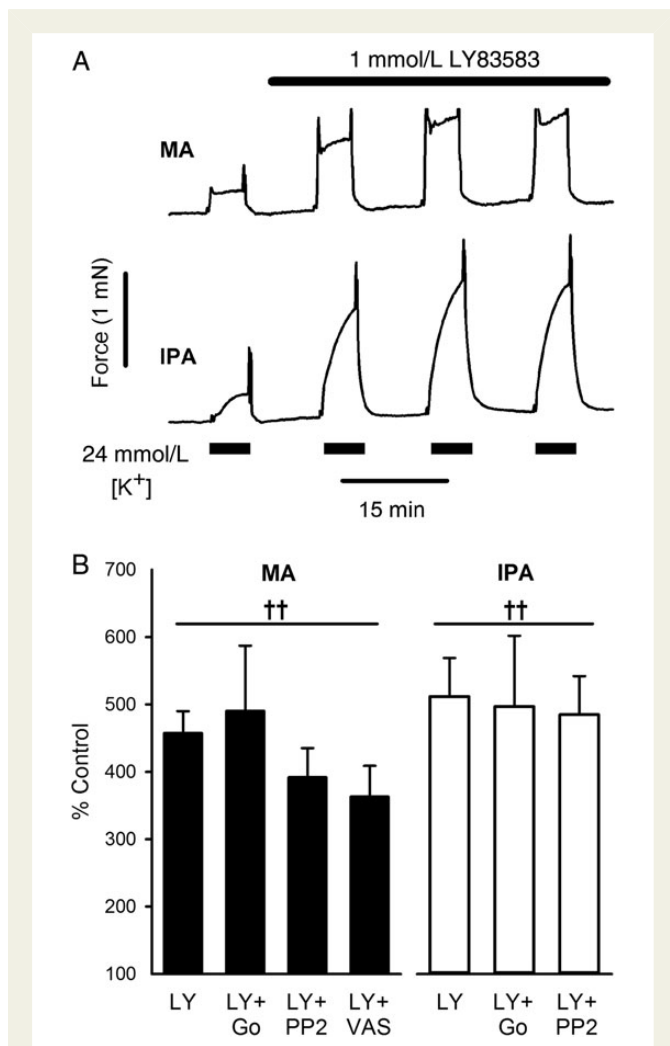 A
1 mmol/L LY83583
MA
Force (1 mN)
IPA
24 mmol/L
[K⁺]
15 min
B
700
MA
IPA
††
††
600
500
% Control
400
300
200
100
LY
LY+
Go
LY+
PP2
LY+
VAS
LY
LY+
Go
LY+
PP2